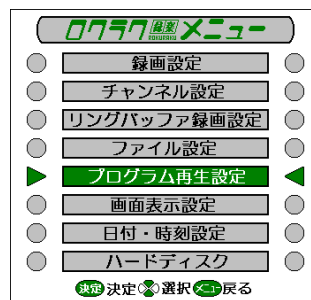 ロクラク 録楽 ROKURAKU メニュー
録画設定
チャンネル設定
リングバッファ録画設定
ファイル設定
プログラム再生設定
画面表示設定
日付・時刻設定
ハードディスク
決定 決定 選択 メニュー 戻る